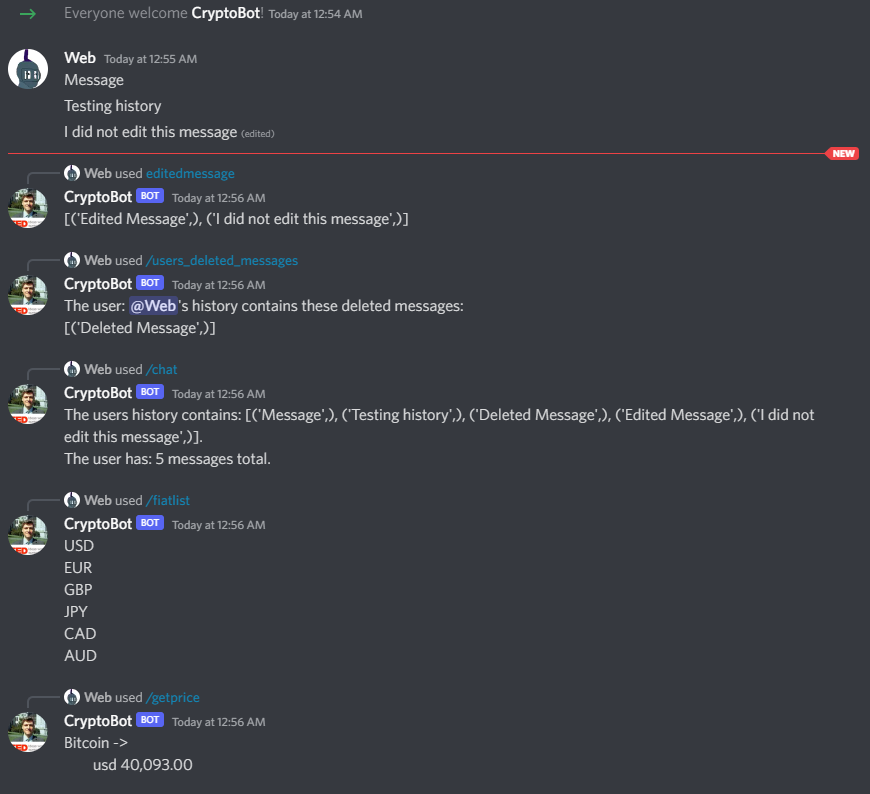 Everyone welcome CryptoBot! Today at 12:54 AM
Web Today at 12:55 AM
Message
Testing history
I did not edit this message (edited)
NEW
Web used editedmessage
CryptoBot BOT Today at 12:56 AM
[('Edited Message',), ('I did not edit this message',)]
Web used /users_deleted_messages
CryptoBot BOT Today at 12:56 AM
The user: @Web's history contains these deleted messages:
[('Deleted Message',)]
Web used /chat
CryptoBot BOT Today at 12:56 AM
The users history contains: [('Message',), ('Testing history',), ('Deleted Message',), ('Edited Message',), ('I did not
edit this message',)].
The user has: 5 messages total.
Web used /fiatlist
CryptoBot BOT Today at 12:56 AM
USD
EUR
GBP
JPY
CAD
AUD
Web used /getprice
CryptoBot BOT Today at 12:56 AM
Bitcoin ->
usd 40,093.00